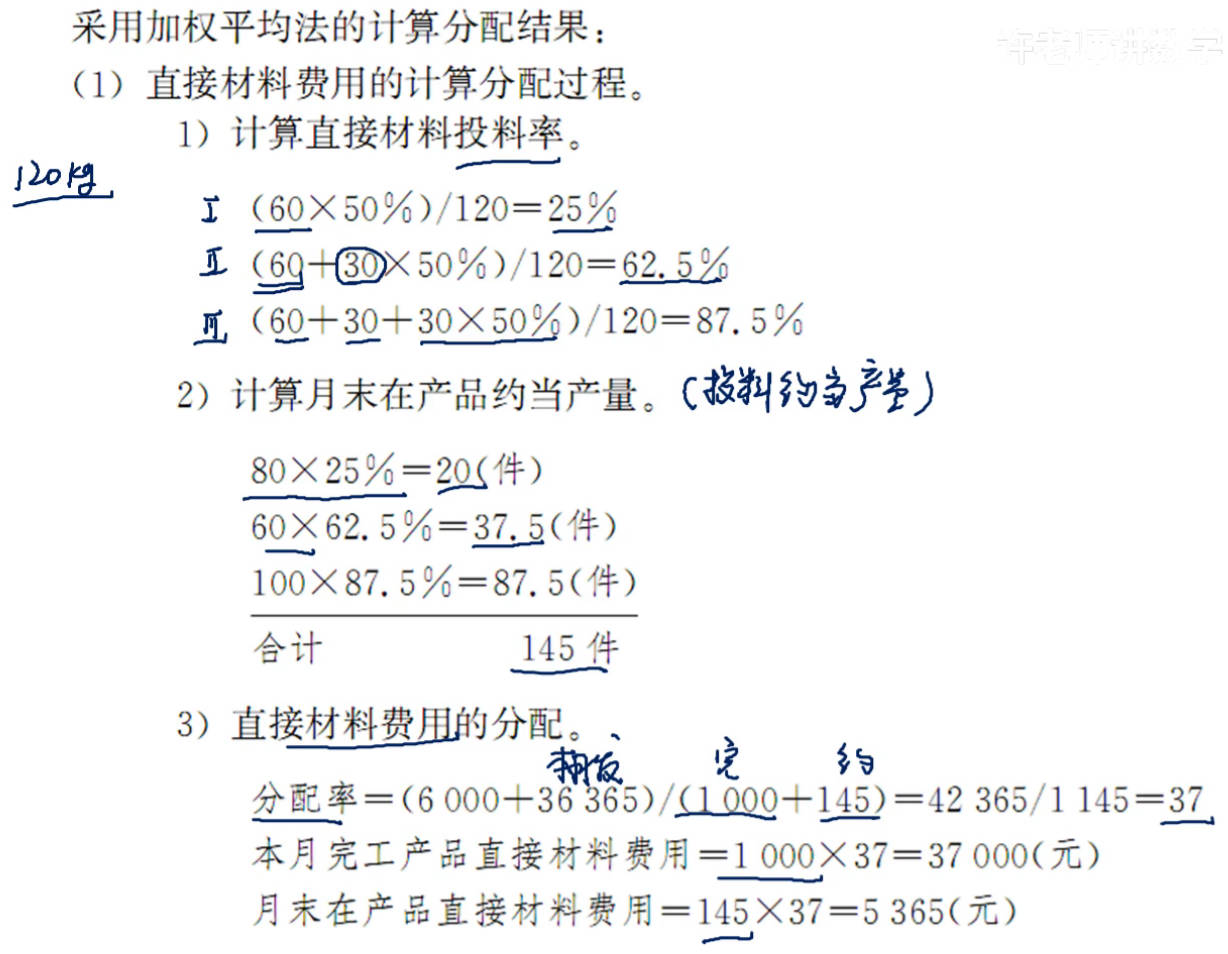 采用加权平均法的计算分配结果：
许老师讲数学
（1）直接材料费用的计算分配过程。
1）计算直接材料投料率。
120kg
Ⅰ (60×50%)/120=25%
Ⅱ (60+30×50%)/120=62.5%
Ⅲ (60+30+30×50%)/120=87.5%
2）计算月末在产品约当产量。(投料约当产量)
80×25%=20(件)
60×62.5%=37.5(件)
100×87.5%=87.5(件)
合计 145 件
3）直接材料费用的分配。
完 约
分配率=(6 000+36 365)/(1 000+145)=42 365/1 145=37
本月完工产品直接材料费用=1 000×37=37 000(元)
月末在产品直接材料费用=145×37=5 365(元)